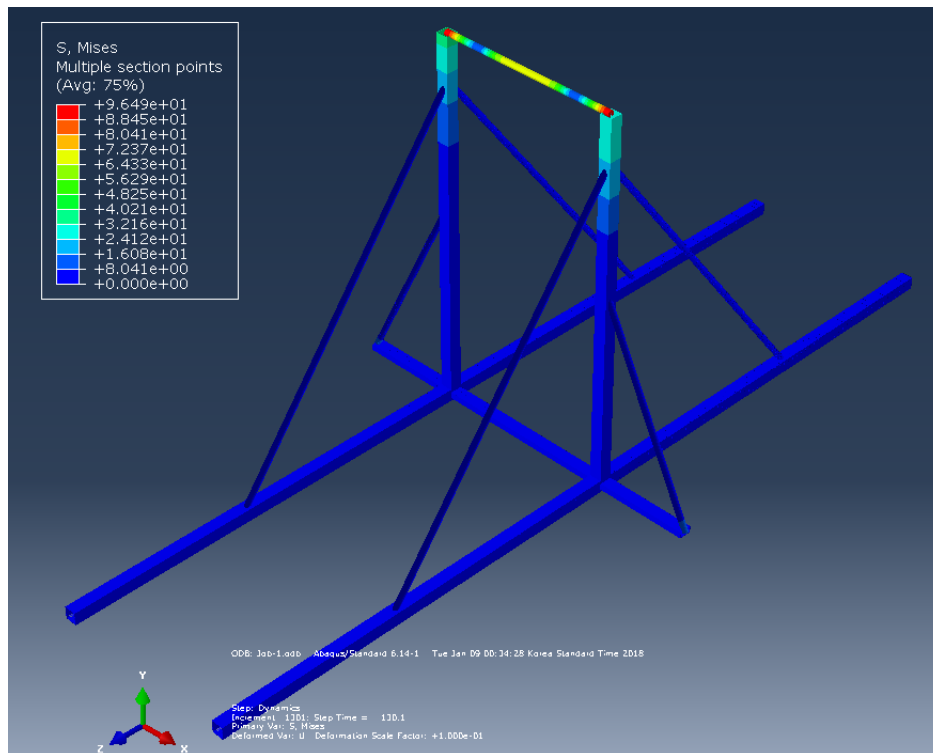 S, Mises
Multiple section points
(Avg: 75%)
+9.649e+01
+8.845e+01
+8.041e+01
+7.237e+01
+6.433e+01
+5.629e+01
+4.825e+01
+4.021e+01
+3.216e+01
+2.412e+01
+1.608e+01
+8.041e+00
+0.000e+00
ODB: Job-1.odb Abaqus/Standard 6.14-1 Tue Jan 09 00:34:28 Korea Standard Time 2018
Y
Z
X
Step: Dynamics
Increment 1301: Step Time = 130.1
Primary Var: S, Mises
Deformed Var: U Deformation Scale Factor: +1.000e-01